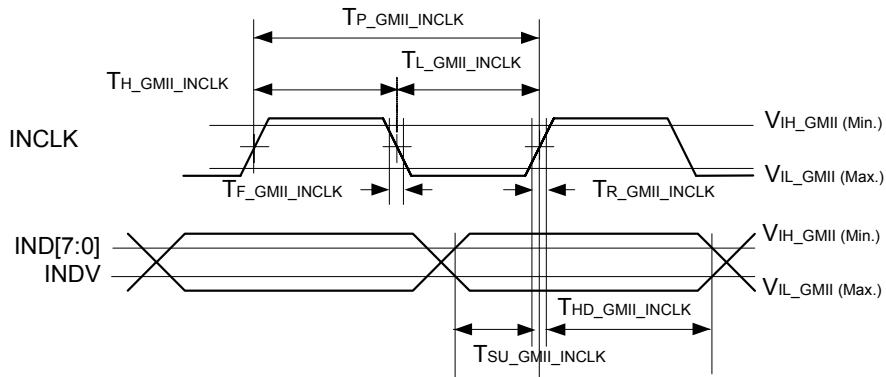 TP_GMII_INCLK
TL_GMII_INCLK
TH_GMII_INCLK
VIH_GMII (Min.)
INCLK
VIL_GMII (Max.)
TF_GMII_INCLK
TR_GMII_INCLK
VIH_GMII (Min.)
IND[7:0]
INDV
VIL_GMII (Max.)
THD_GMII_INCLK
TSU_GMII_INCLK